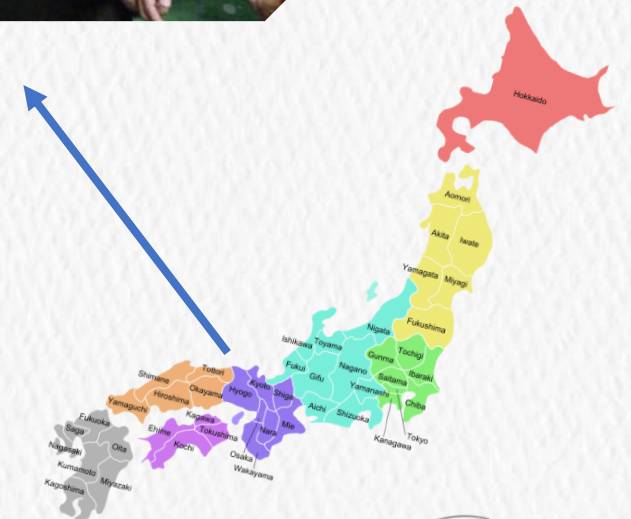 Hokkaido
Aomori
Akita
Iwate
Yamagata
Miyagi
Fukushima
Nigata
Ishikawa
Toyama
Gunma
Tochigi
Fukui
Gifu
Nagano
Saitama
Ibaraki
Yamanashi
Chiba
Aichi
Shizuoka
Tokyo
Kanagawa
Tottori
Shimane
Hyogo
Kyoto
Shiga
Okayama
Hiroshima
Yamaguchi
Mie
Nara
Osaka
Wakayama
Kagawa
Ehime
Tokushima
Kochi
Fukuoka
Saga
Nagasaki
Oita
Kumamoto
Miyazaki
Kagoshima